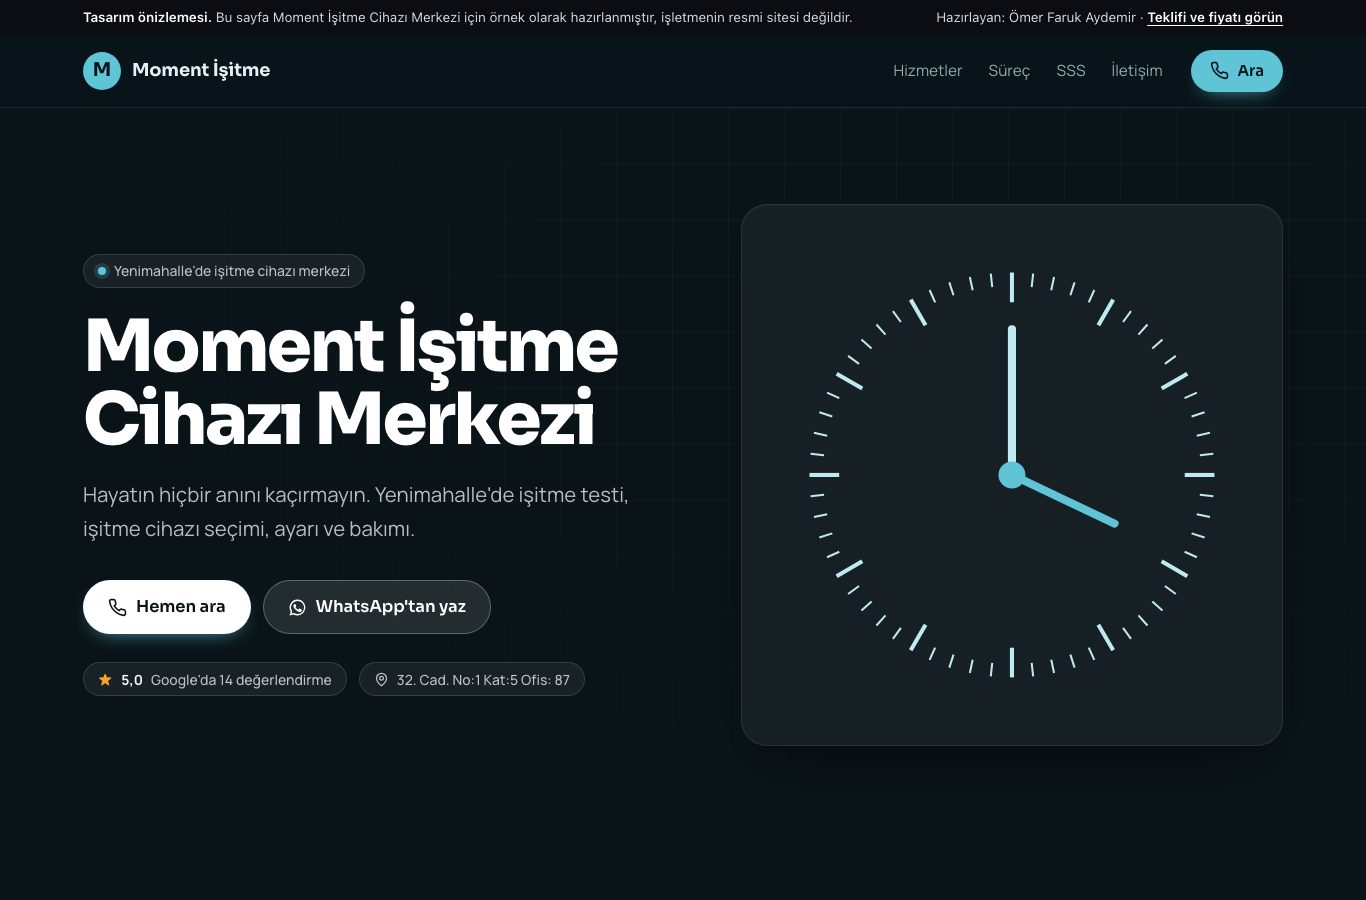 Tasarım önizlemesi. Bu sayfa Moment İşitme Cihazı Merkezi için örnek olarak hazırlanmıştır, işletmenin resmi sitesi değildir.
Hazırlayan: Ömer Faruk Aydemir · Teklifi ve fiyatı görün
M Moment İşitme
Hizmetler Süreç SSS İletişim Ara
Yenimahalle'de işitme cihazı merkezi
Moment İşitme
Cihazı Merkezi
Hayatın hiçbir anını kaçırmayın. Yenimahalle'de işitme testi,
işitme cihazı seçimi, ayarı ve bakımı.
Hemen ara WhatsApp'tan yaz
5,0 Google'da 14 değerlendirme
32. Cad. No:1 Kat:5 Ofis: 87